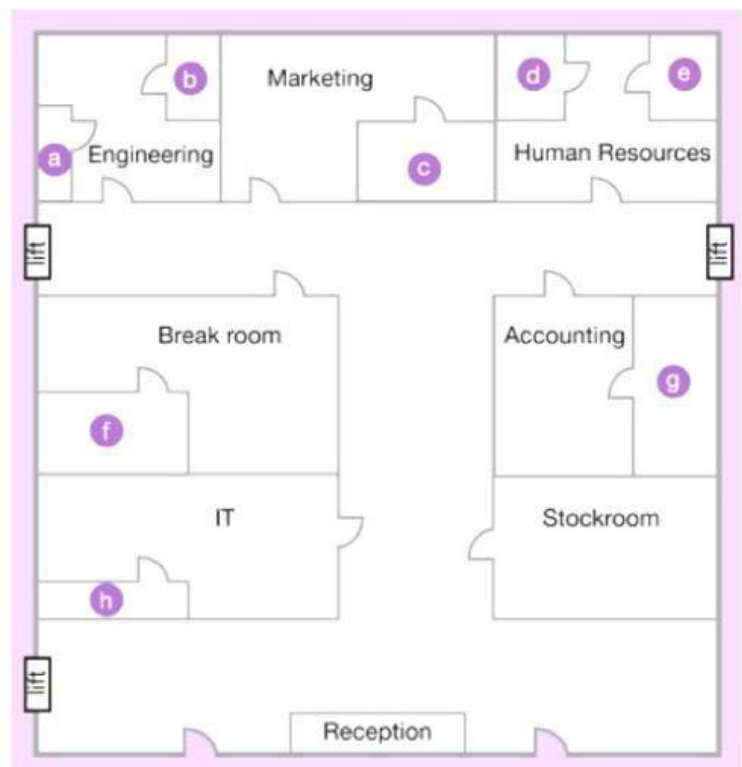 b
Marketing
d
e
a
Engineering
c
Human Resources
lift
lift
Break room
Accounting
g
f
IT
Stockroom
h
lift
Reception